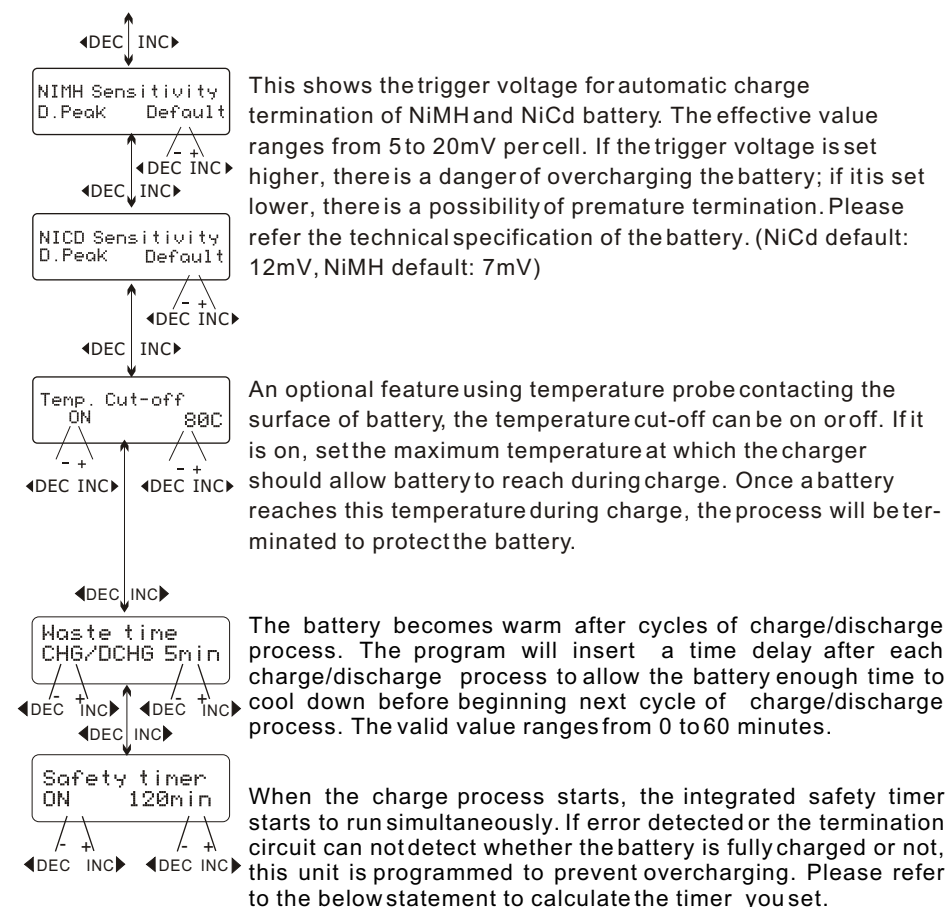 ◀DEC INC▶
NIMH Sensitivity
D.Peak Default
- +
◀DEC INC▶
◀DEC INC▶
NICD Sensitivity
D.Peak Default
- +
◀DEC INC▶
This shows the trigger voltage for automatic charge
termination of NiMH and NiCd battery. The effective value
ranges from 5 to 20mV per cell. If the trigger voltage is set
higher, there is a danger of overcharging the battery; if it is set
lower, there is a possibility of premature termination. Please
refer the technical specification of the battery. (NiCd default:
12mV, NiMH default: 7mV)
◀DEC INC▶
Temp. Cut-off
ON 80C
- + - +
◀DEC INC▶ ◀DEC INC▶
An optional feature using temperature probe contacting the
surface of battery, the temperature cut-off can be on or off. If it
is on, set the maximum temperature at which the charger
should allow battery to reach during charge. Once a battery
reaches this temperature during charge, the process will be ter-
minated to protect the battery.
◀DEC INC▶
Waste time
CHG/DCHG 5min
- + - +
◀DEC INC▶ ◀DEC INC▶
The battery becomes warm after cycles of charge/discharge
process. The program will insert a time delay after each
charge/discharge process to allow the battery enough time to
cool down before beginning next cycle of charge/discharge
process. The valid value ranges from 0 to 60 minutes.
◀DEC INC▶
Safety timer
ON 120min
- + - +
◀DEC INC▶ ◀DEC INC▶
When the charge process starts, the integrated safety timer
starts to run simultaneously. If error detected or the termination
circuit can not detect whether the battery is fully charged or not,
this unit is programmed to prevent overcharging. Please refer
to the below statement to calculate the timer you set.